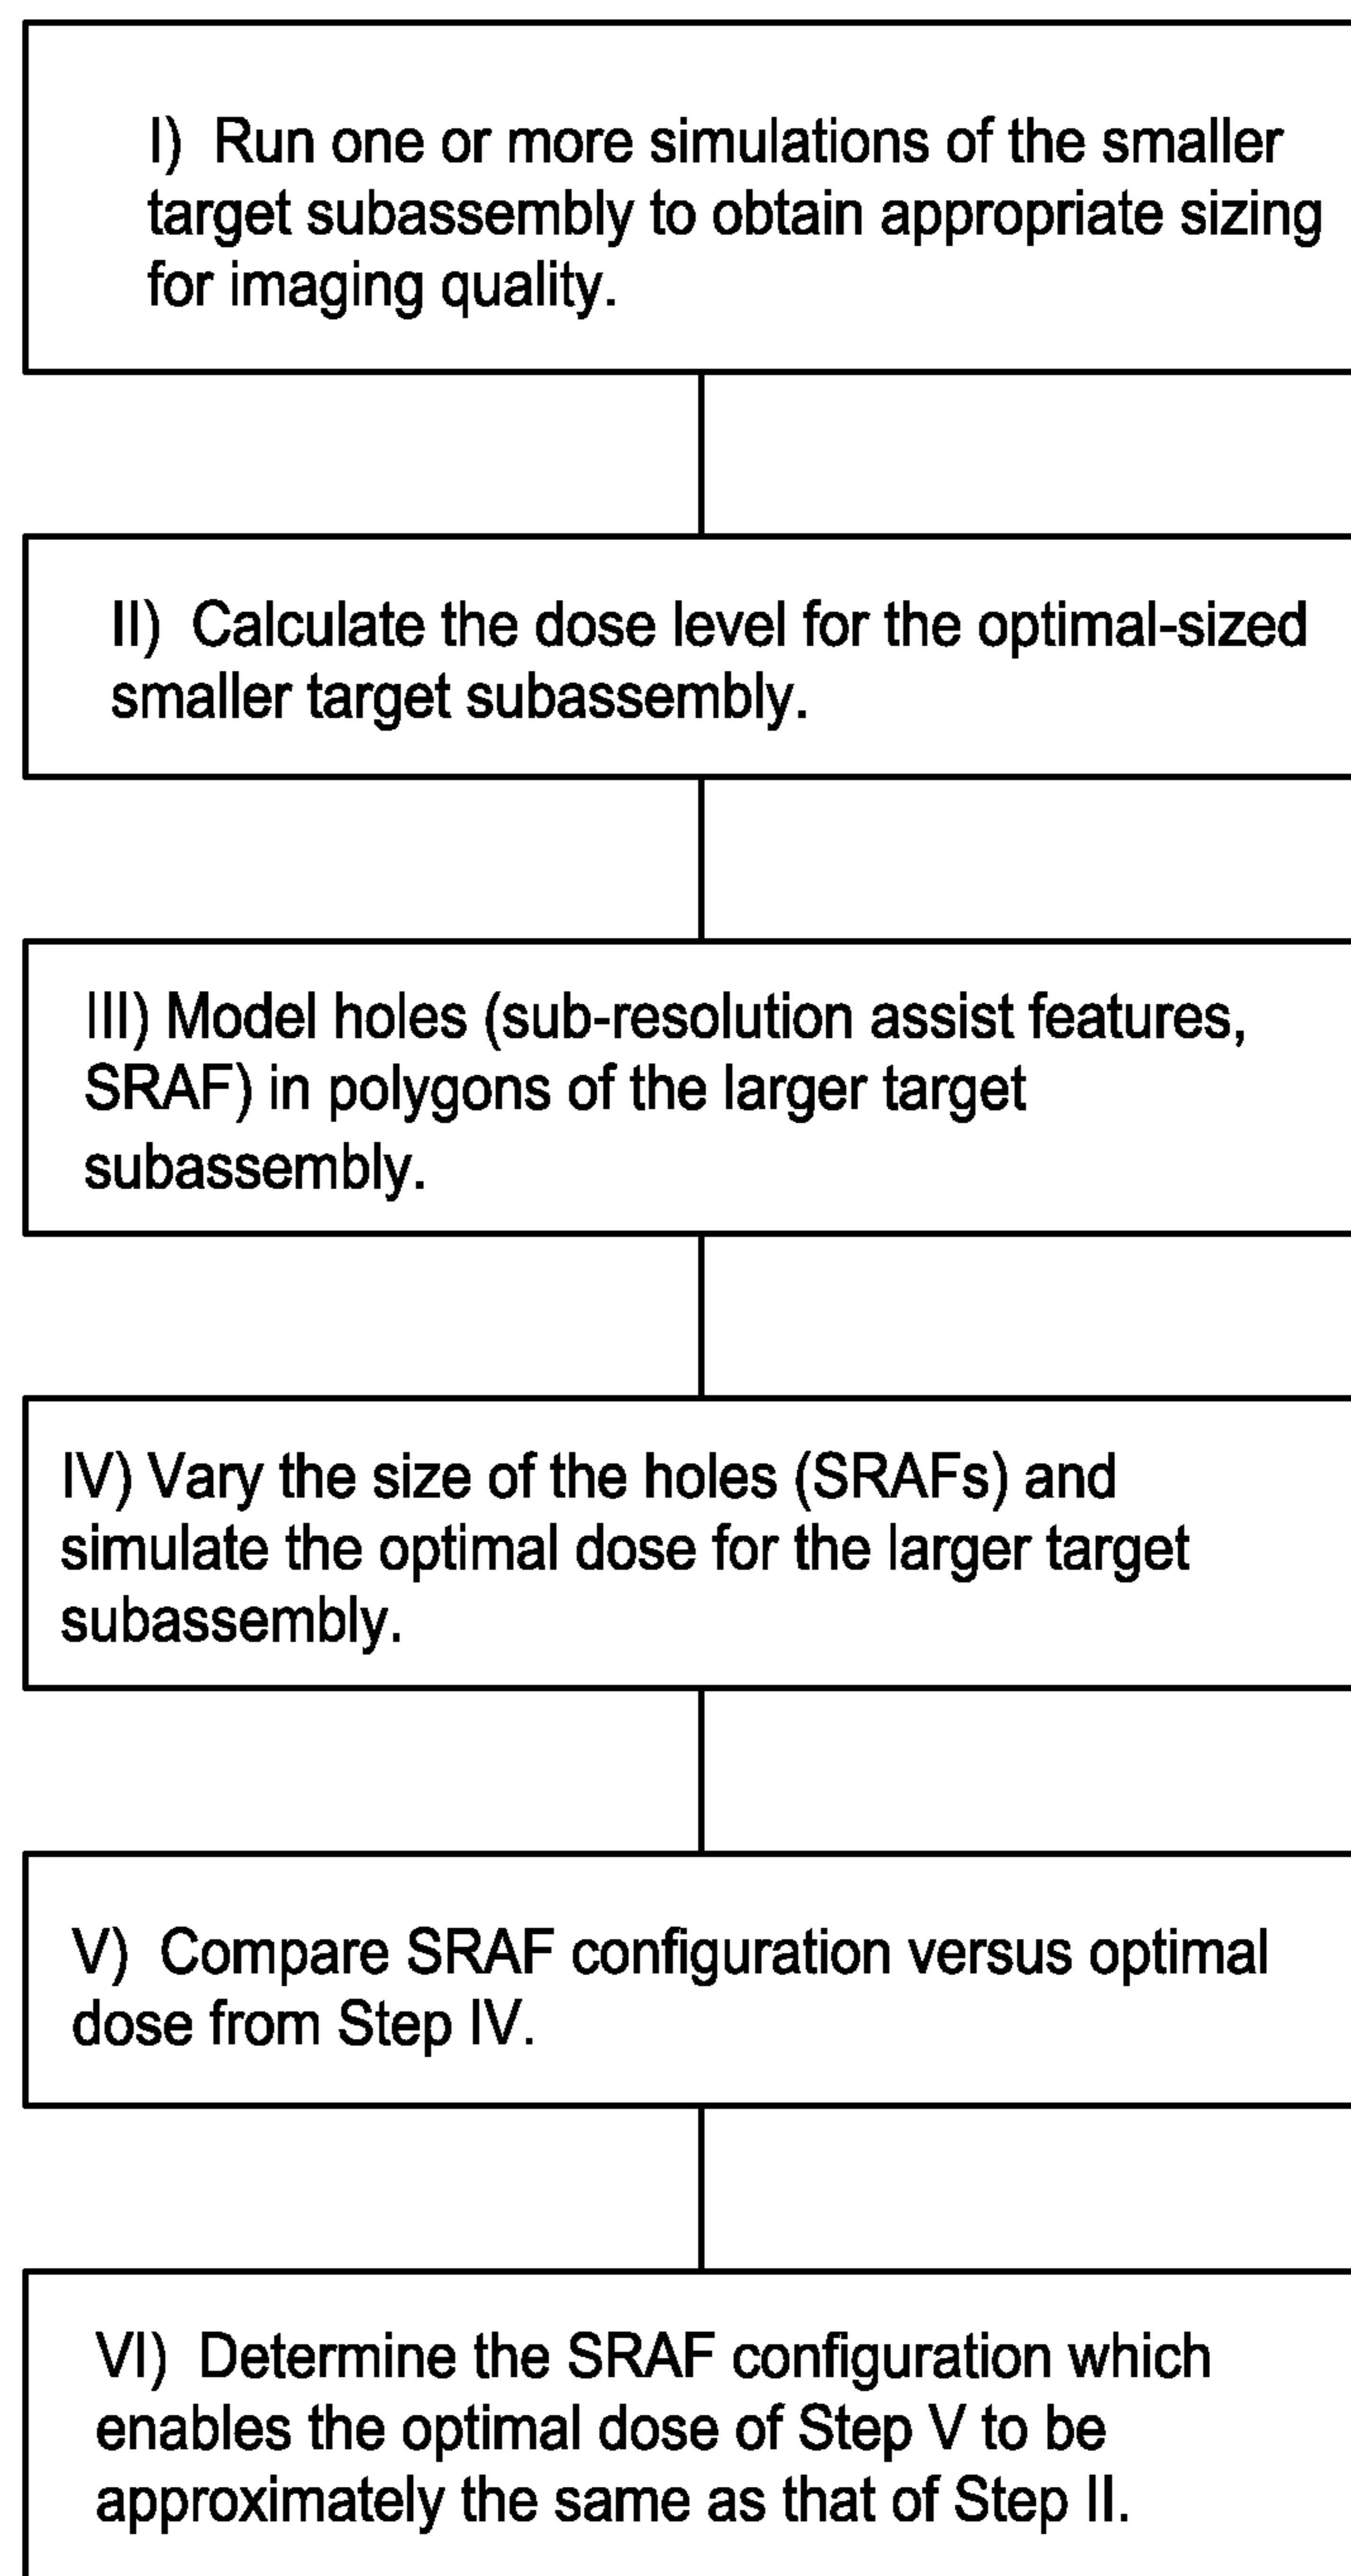 I) Run one or more simulations of the smaller
target subassembly to obtain appropriate sizing
for imaging quality.
II) Calculate the dose level for the optimal-sized
smaller target subassembly.
III) Model holes (sub-resolution assist features,
SRAF) in polygons of the larger target
subassembly.
IV) Vary the size of the holes (SRAFs) and
simulate the optimal dose for the larger target
subassembly.
V) Compare SRAF configuration versus optimal
dose from Step IV.
VI) Determine the SRAF configuration which
enables the optimal dose of Step V to be
approximately the same as that of Step II.